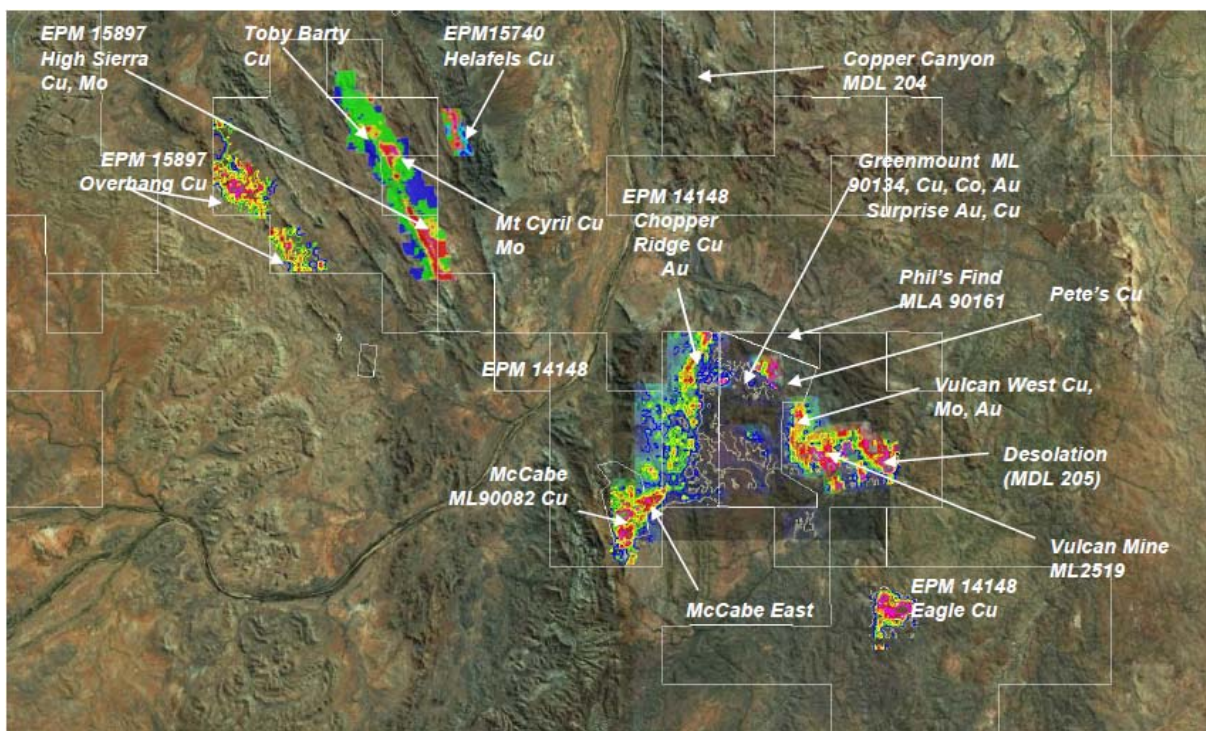 EPM 15897
High Sierra
Cu, Mo
Toby Barty
Cu
EPM15740
Helafels Cu
Copper Canyon
MDL 204
EPM 15897
Overhang Cu
Mt Cyril Cu
Mo
EPM 14148
Chopper
Ridge Cu
Au
Greenmount ML
90134, Cu, Co, Au
Surprise Au, Cu
Phil's Find
MLA 90161
Pete's Cu
EPM 14148
Vulcan West Cu,
Mo, Au
McCabe
ML90082 Cu
Desolation
(MDL 205)
Vulcan Mine
ML2519
McCabe East
EPM 14148
Eagle Cu